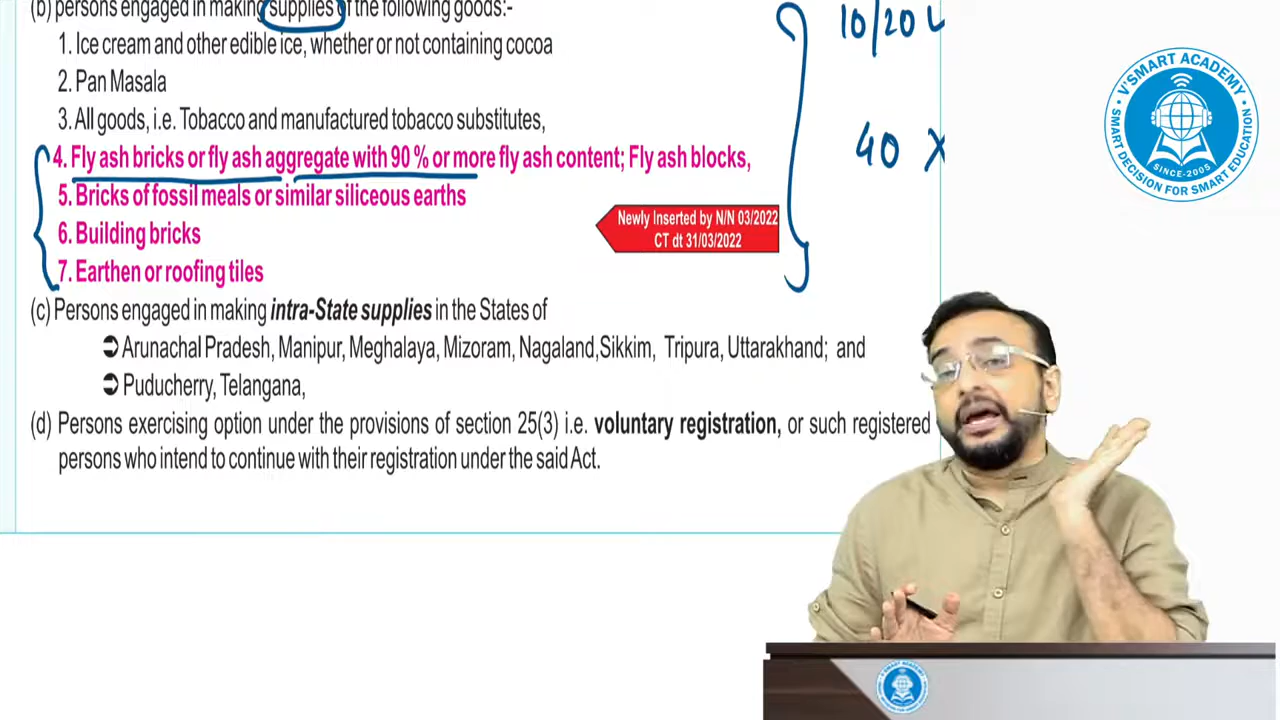 (b) persons engaged in making supplies of the following goods:-
1. Ice cream and other edible ice, whether or not containing cocoa
2. Pan Masala
3. All goods, i.e. Tobacco and manufactured tobacco substitutes,
4. Fly ash bricks or fly ash aggregate with 90 % or more fly ash content; Fly ash blocks,
5. Bricks of fossil meals or similar siliceous earths
6. Building bricks
7. Earthen or roofing tiles
Newly Inserted by N/N 03/2022
CT dt 31/03/2022
(c) Persons engaged in making intra-State supplies in the States of
➲ Arunachal Pradesh, Manipur, Meghalaya, Mizoram, Nagaland,Sikkim, Tripura, Uttarakhand; and
➲ Puducherry, Telangana,
(d) Persons exercising option under the provisions of section 25(3) i.e. voluntary registration, or such registered
persons who intend to continue with their registration under the said Act.
10/20 L
40 X
V'SMART ACADEMY
SINCE-2005
SMART DECISION FOR SMART EDUCATION